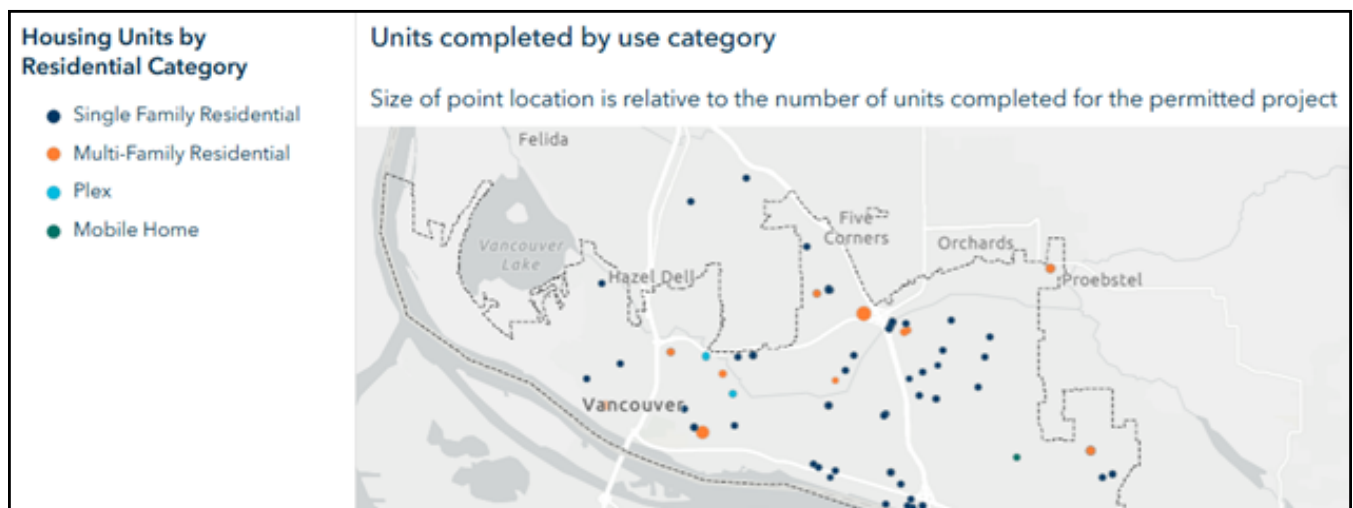 Housing Units by
Residential Category
Single Family Residential
Multi-Family Residential
Plex
Mobile Home
Units completed by use category
Size of point location is relative to the number of units completed for the permitted project
Felida
Vancouver
Lake
Hazel Dell
Five
Corners
Orchards
Proebstel
Vancouver